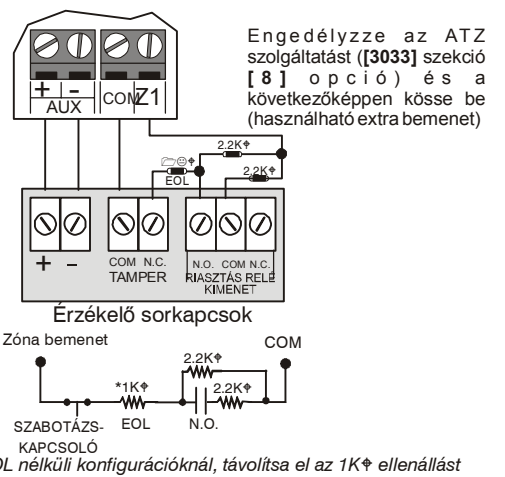 Engedélyzze az ATZ
szolgáltatást ([3033] szekció
[ 8 ] opció) és a
következőképpen kösse be
(használható extra bemenet)
+ -
AUX
COM
Z1
2.2K⌖
EOL
2.2K⌖
+ -
COM N.C.
TAMPER
N.O. COM N.C.
RIASZTÁS RELÉ
KIMENET
Érzékelő sorkapcsok
Zóna bemenet
COM
2.2K⌖
*1K⌖
2.2K⌖
SZABOTÁZS-
KAPCSOLÓ
EOL
N.O.
OL nélküli konfigurációknál, távolítsa el az 1K⌖ ellenállást